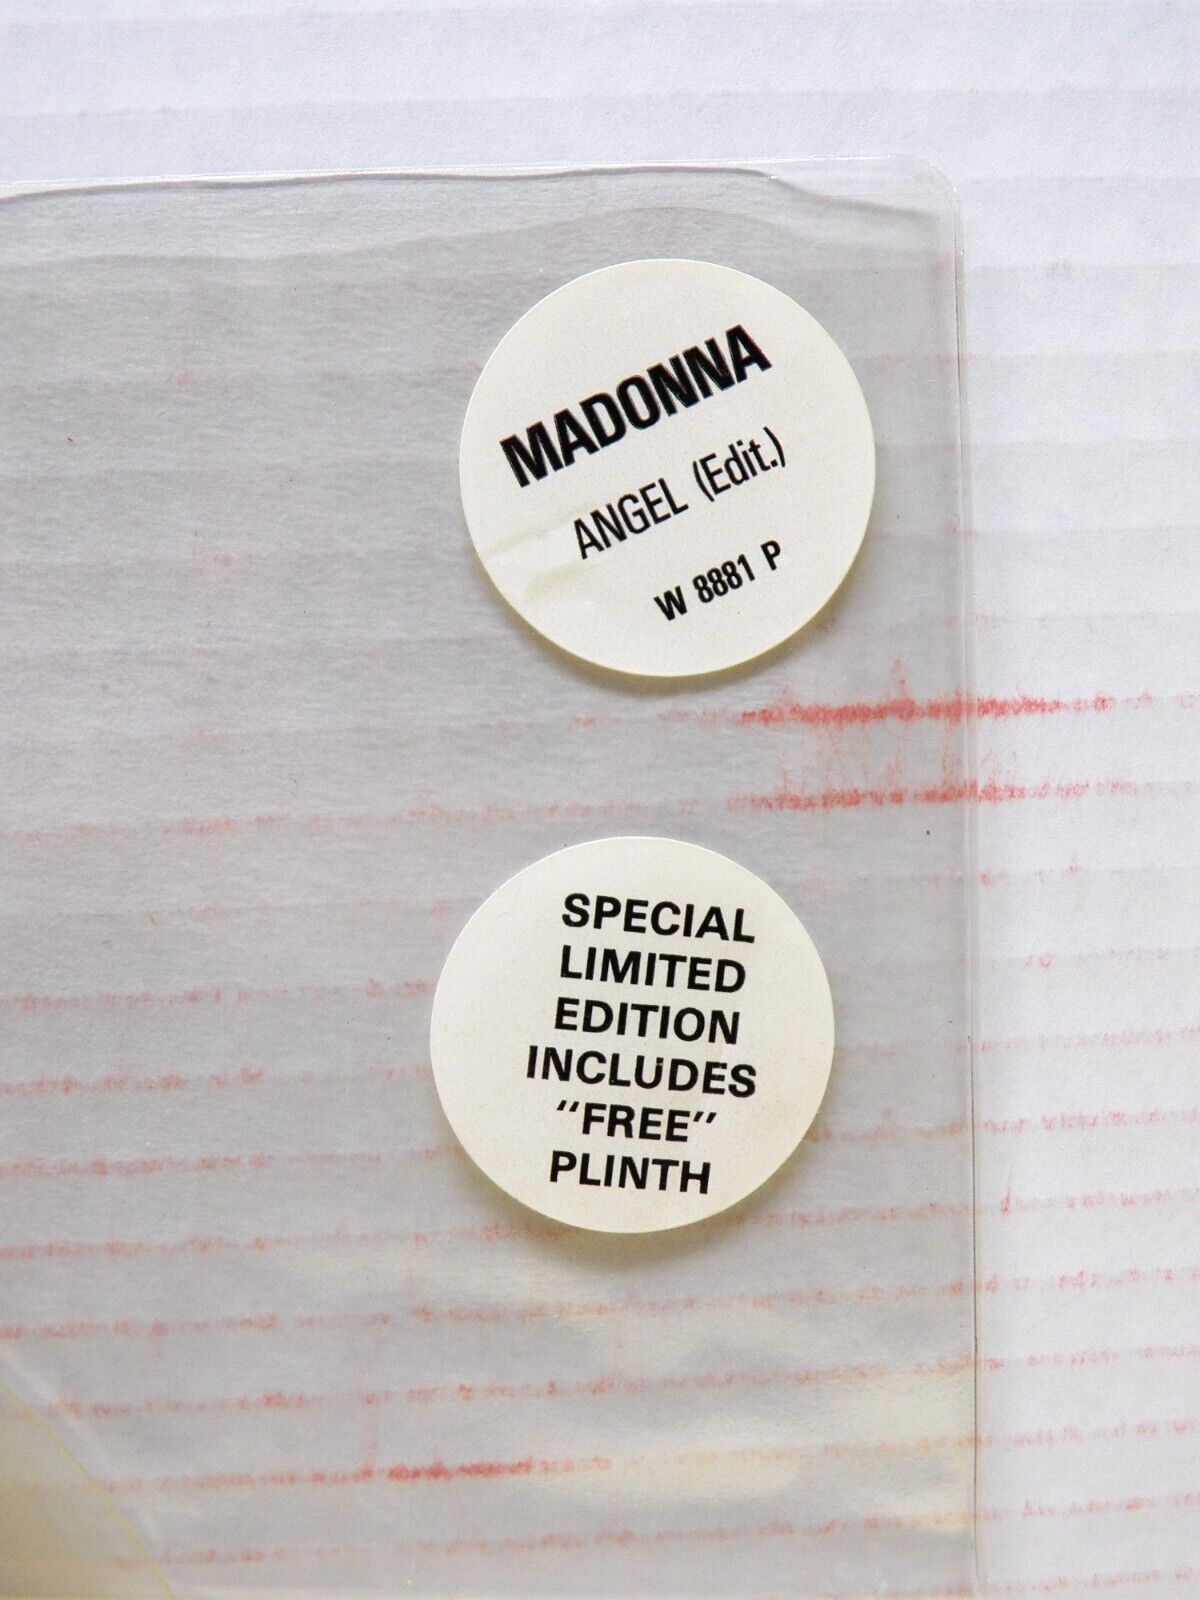 MADONNA
ANGEL (Edit.)
W 8881 P
SPECIAL
LIMITED
EDITION
INCLUDES
"FREE"
PLINTH